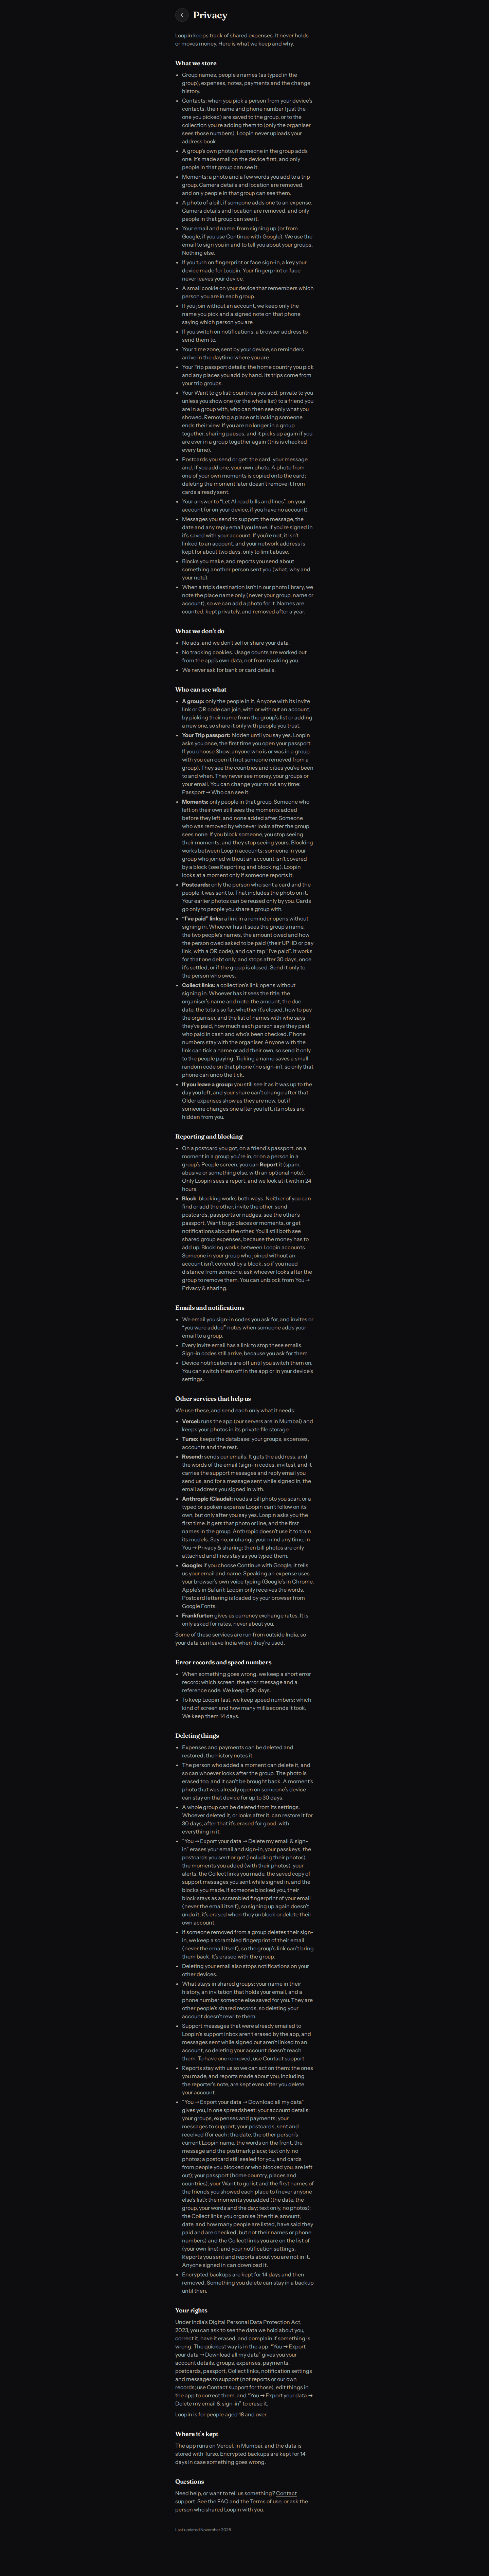 Privacy
Loopin keeps track of shared expenses. It never holds
or moves money. Here is what we keep and why.
What we store
• Group names, people's names (as typed in the
group), expenses, notes, payments and the change
history.
• Contacts: when you pick a person from your device's
contacts, their name and phone number (just the
one you picked) are saved to the group, or to the
collection you're adding them to (only the organiser
sees those numbers). Loopin never uploads your
address book.
• A group's own photo, if someone in the group adds
one. It's made small on the device first, and only
people in that group can see it.
• Moments: a photo and a few words you add to a trip
group. Camera details and location are removed,
and only people in that group can see them.
• A photo of a bill, if someone adds one to an expense.
Camera details and location are removed, and only
people in that group can see it.
• Your email and name, from signing up (or from
Google, if you use Continue with Google). We use the
email to sign you in and to tell you about your groups.
Nothing else.
• If you turn on fingerprint or face sign-in, a key your
device made for Loopin. Your fingerprint or face
never leaves your device.
• A small cookie on your device that remembers which
person you are in each group.
• If you join without an account, we keep only the
name you pick and a signed note on that phone
saying which person you are.
• If you switch on notifications, a browser address to
send them to.
• Your time zone, sent by your device, so reminders
arrive in the daytime where you are.
• Your Trip passport details: the home country you pick
and any places you add by hand. Its trips come from
your trip groups.
• Your Want to go list: countries you add, private to you
unless you show one (or the whole list) to a friend you
are in a group with, who can then see only what you
showed. Removing a place or blocking someone
ends their view. If you are no longer in a group
together, sharing pauses, and it picks up again if you
are ever in a group together again (this is checked
every time).
• Postcards you send or get: the card, your message
and, if you add one, your own photo. A photo from
one of your own moments is copied onto the card;
deleting the moment later doesn't remove it from
cards already sent.
• Your answer to "Let AI read bills and lines", on your
account (or on your device, if you have no account).
• Messages you send to support: the message, the
date and any reply email you leave. If you're signed in
it's saved with your account. If you're not, it isn't
linked to an account, and your network address is
kept for about two days, only to limit abuse.
• Blocks you make, and reports you send about
something another person sent you (what, why and
your note).
• When a trip's destination isn't in our photo library, we
note the place name only (never your group, name or
account), so we can add a photo for it. Names are
counted, kept privately, and removed after a year.
What we don't do
• No ads, and we don't sell or share your data.
• No tracking cookies. Usage counts are worked out
from the app's own data, not from tracking you.
• We never ask for bank or card details.
Who can see what
• A group: only the people in it. Anyone with its invite
link or QR code can join, with or without an account,
by picking their name from the group's list or adding
a new one, so share it only with people you trust.
• Your Trip passport: hidden until you say yes. Loopin
asks you once, the first time you open your passport.
If you choose Show, anyone who is or was in a group
with you can open it (not someone removed from a
group). They see the countries and cities you've been
to and when. They never see money, your groups or
your email. You can change your mind any time:
Passport → Who can see it.
• Moments: only people in that group. Someone who
left on their own still sees the moments added
before they left, and none added after. Someone
who was removed by whoever looks after the group
sees none. If you block someone, you stop seeing
their moments, and they stop seeing yours. Blocking
works between Loopin accounts: someone in your
group who joined without an account isn't covered
by a block (see Reporting and blocking). Loopin
looks at a moment only if someone reports it.
• Postcards: only the person who sent a card and the
people it was sent to. That includes the photo on it.
Your earlier photos can be reused only by you. Cards
go only to people you share a group with.
• "I've paid" links: a link in a reminder opens without
signing in. Whoever has it sees the group's name,
the two people's names, the amount owed and how
the person owed asked to be paid (their UPI ID or pay
link, with a QR code), and can tap "I've paid". It works
for that one debt only, and stops after 30 days, once
it's settled, or if the group is closed. Send it only to
the person who owes.
• Collect links: a collection's link opens without
signing in. Whoever has it sees the title, the
organiser's name and note, the amount, the due
date, the totals so far, whether it's closed, how to pay
the organiser, and the list of names with who says
they've paid, how much each person says they paid,
who paid in cash and who's been checked. Phone
numbers stay with the organiser. Anyone with the
link can tick a name or add their own, so send it only
to the people paying. Ticking a name saves a small
random code on that phone (no sign-in), so only that
phone can undo the tick.
• If you leave a group: you still see it as it was up to the
day you left, and your share can't change after that.
Older expenses show as they are now, but if
someone changes one after you left, its notes are
hidden from you.
Reporting and blocking
• On a postcard you got, on a friend's passport, on a
moment in a group you're in, or on a person in a
group's People screen, you can Report it (spam,
abusive or something else, with an optional note).
Only Loopin sees a report, and we look at it within 24
hours.
• Block: blocking works both ways. Neither of you can
find or add the other, invite the other, send
postcards, passports or nudges, see the other's
passport, Want to go places or moments, or get
notifications about the other. You'll still both see
shared group expenses, because the money has to
add up. Blocking works between Loopin accounts.
Someone in your group who joined without an
account isn't covered by a block, so if you need
distance from someone, ask whoever looks after the
group to remove them. You can unblock from You →
Privacy & sharing.
Emails and notifications
• We email you sign-in codes you ask for, and invites or
"you were added" notes when someone adds your
email to a group.
• Every invite email has a link to stop these emails.
Sign-in codes still arrive, because you ask for them.
• Device notifications are off until you switch them on.
You can switch them off in the app or in your device's
settings.
Other services that help us
We use these, and send each only what it needs:
• Vercel: runs the app (our servers are in Mumbai) and
keeps your photos in its private file storage.
• Turso: keeps the database: your groups, expenses,
accounts and the rest.
• Resend: sends our emails. It gets the address, and
the words of the email (sign-in codes, invites), and it
carries the support messages and reply email you
send us, and for a message sent while signed in, the
email address you signed in with.
• Anthropic (Claude): reads a bill photo you scan, or a
typed or spoken expense Loopin can't follow on its
own, but only after you say yes. Loopin asks you the
first time. It gets that photo or line, and the first
names in the group. Anthropic doesn't use it to train
its models. Say no, or change your mind any time, in
You → Privacy & sharing; then bill photos are only
attached and lines stay as you typed them.
• Google: if you choose Continue with Google, it tells
us your email and name. Speaking an expense uses
your browser's own voice typing (Google's in Chrome,
Apple's in Safari); Loopin only receives the words.
Postcard lettering is loaded by your browser from
Google Fonts.
• Frankfurter: gives us currency exchange rates. It is
only asked for rates, never about you.
Some of these services are run from outside India, so
your data can leave India when they're used.
Error records and speed numbers
• When something goes wrong, we keep a short error
record: which screen, the error message and a
reference code. We keep it 30 days.
• To keep Loopin fast, we keep speed numbers: which
kind of screen and how many milliseconds it took.
We keep them 14 days.
Deleting things
• Expenses and payments can be deleted and
restored; the history notes it.
• The person who added a moment can delete it, and
so can whoever looks after the group. The photo is
erased too, and it can't be brought back. A moment's
photo that was already open on someone's device
can stay on that device for up to 30 days.
• A whole group can be deleted from its settings.
Whoever deleted it, or looks after it, can restore it for
30 days; after that it's erased for good, with
everything in it.
• "You → Export your data → Delete my email & sign-
in" erases your email and sign-in, your passkeys, the
postcards you sent or got (including their photos),
the moments you added (with their photos), your
alerts, the Collect links you made, the saved copy of
support messages you sent while signed in, and the
blocks you made. If someone blocked you, their
block stays as a scrambled fingerprint of your email
(never the email itself), so signing up again doesn't
undo it; it's erased when they unblock or delete their
own account.
• If someone removed from a group deletes their sign-
in, we keep a scrambled fingerprint of their email
(never the email itself), so the group's link can't bring
them back. It's erased with the group.
• Deleting your email also stops notifications on your
other devices.
• What stays in shared groups: your name in their
history, an invitation that holds your email, and a
phone number someone else saved for you. They are
other people's shared records, so deleting your
account doesn't rewrite them.
• Support messages that were already emailed to
Loopin's support inbox aren't erased by the app, and
messages sent while signed out aren't linked to an
account, so deleting your account doesn't reach
them. To have one removed, use Contact support.
• Reports stay with us so we can act on them: the ones
you made, and reports made about you, including
the reporter's note, are kept even after you delete
your account.
• "You → Export your data → Download all my data"
gives you, in one spreadsheet: your account details;
your groups, expenses and payments; your
messages to support; your postcards, sent and
received (for each: the date, the other person's
current Loopin name, the words on the front, the
message and the postmark place; text only, no
photos; a postcard still sealed for you, and cards
from people you blocked or who blocked you, are left
out); your passport (home country, places and
countries); your Want to go list and the first names of
the friends you showed each place to (never anyone
else's list); the moments you added (the date, the
group, your words and the day: text only, no photos);
the Collect links you organise (the title, amount,
date, and how many people are listed, have said they
paid and are checked, but not their names or phone
numbers) and the Collect links you are on the list of
(your own line); and your notification settings.
Reports you sent and reports about you are not in it.
Anyone signed in can download it.
• Encrypted backups are kept for 14 days and then
removed. Something you delete can stay in a backup
until then.
Your rights
Under India's Digital Personal Data Protection Act,
2023, you can ask to see the data we hold about you,
correct it, have it erased, and complain if something is
wrong. The quickest way is in the app: "You → Export
your data → Download all my data" gives you your
account details, groups, expenses, payments,
postcards, passport, Collect links, notification settings
and messages to support (not reports or our own
records; use Contact support for those), edit things in
the app to correct them, and "You → Export your data →
Delete my email & sign-in" to erase it.
Loopin is for people aged 18 and over.
Where it's kept
The app runs on Vercel, in Mumbai, and the data is
stored with Turso. Encrypted backups are kept for 14
days in case something goes wrong.
Questions
Need help, or want to tell us something? Contact
support. See the FAQ and the Terms of use, or ask the
person who shared Loopin with you.
Last updated November 2026.